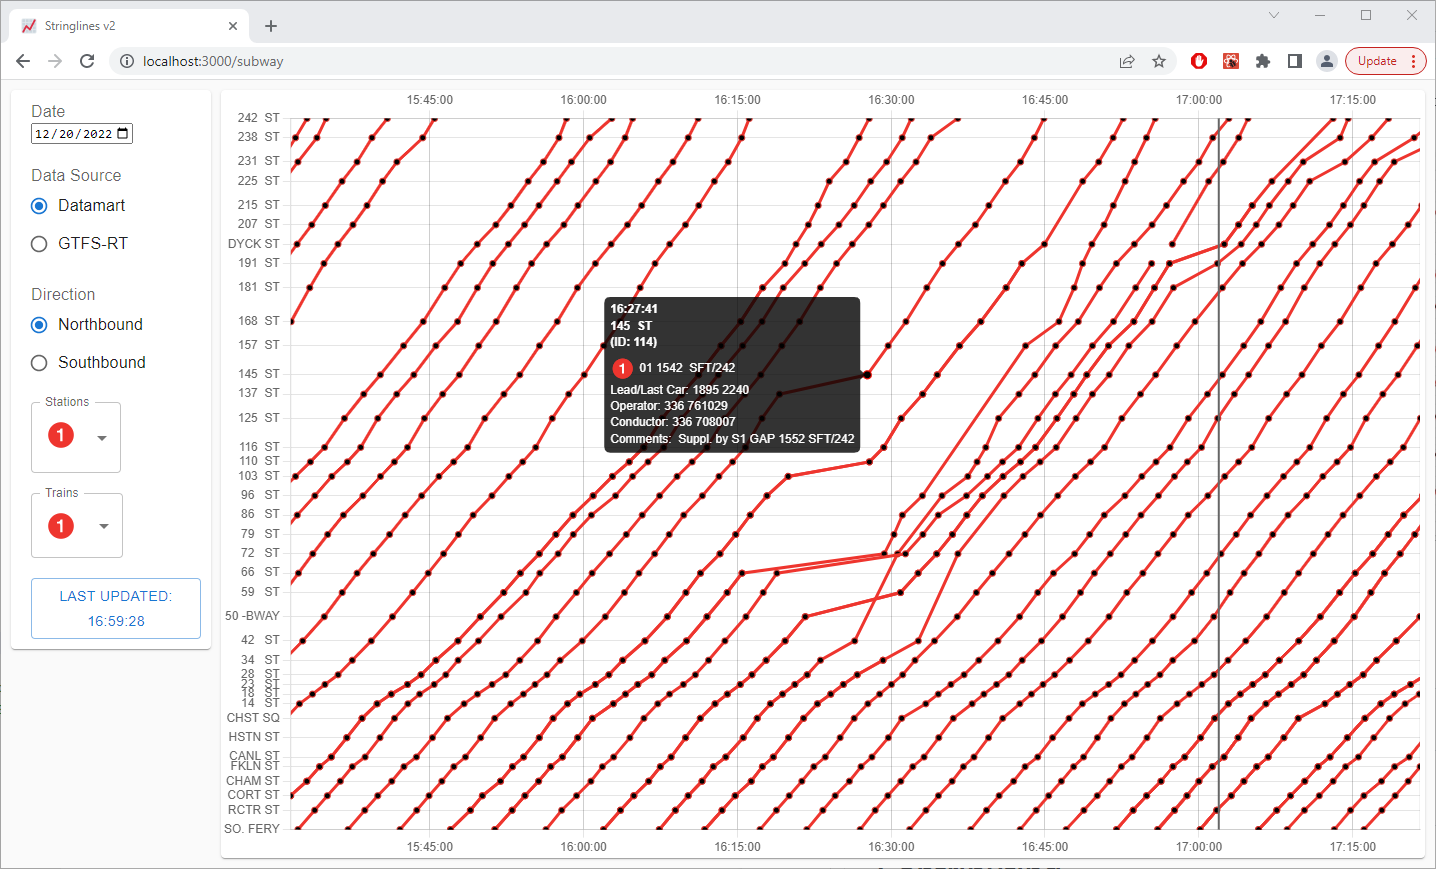 Stringlines v2
localhost:3000/subway
Update
Date
12/20/2022
Data Source
Datamart
GTFS-RT
Direction
Northbound
Southbound
Stations
1
Trains
1
LAST UPDATED:
16:59:28
15:45:00 16:00:00 16:15:00 16:30:00 16:45:00 17:00:00 17:15:00
242 ST
238 ST
231 ST
225 ST
215 ST
207 ST
DYCK ST
191 ST
181 ST
168 ST
157 ST
145 ST
137 ST
125 ST
116 ST
110 ST
103 ST
96 ST
86 ST
79 ST
72 ST
66 ST
59 ST
50 -BWAY
42 ST
34 ST
28 ST
23 ST
18 ST
14 ST
CHST SQ
HSTN ST
CANL ST
FKLN ST
CHAM ST
CORT ST
RCTR ST
SO. FERY
16:27:41
145 ST
(ID: 114)
1 01 1542 SFT/242
Lead/Last Car: 1895 2240
Operator: 336 761029
Conductor: 336 708007
Comments: Suppl. by S1 GAP 1552 SFT/242
15:45:00 16:00:00 16:15:00 16:30:00 16:45:00 17:00:00 17:15:00